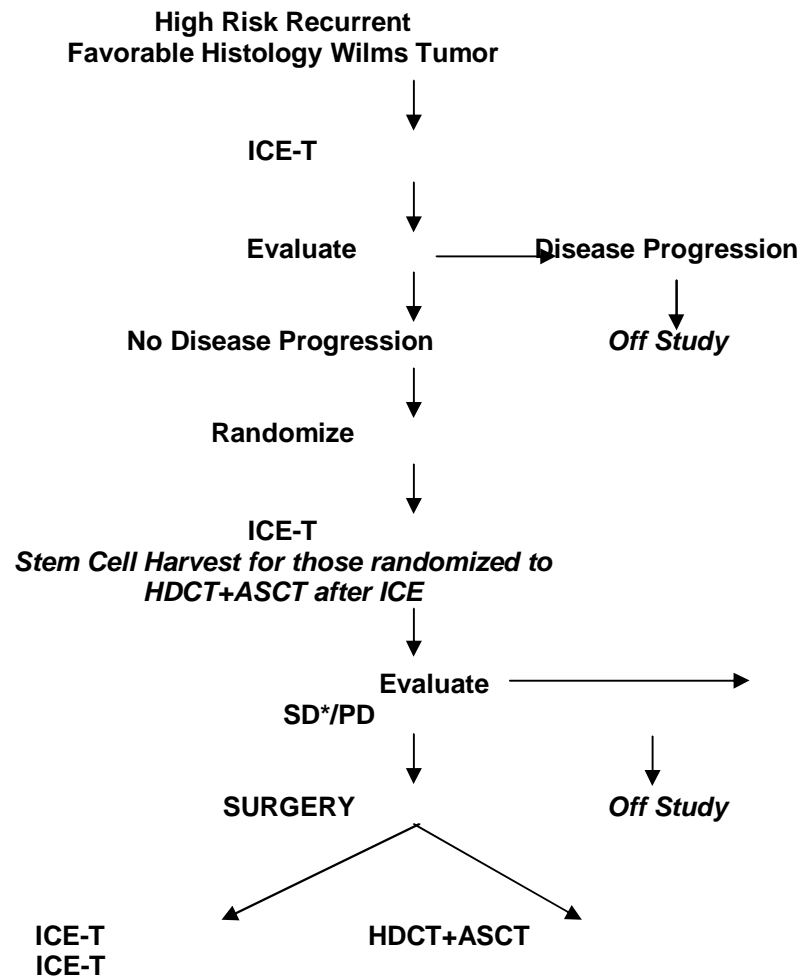 High Risk Recurrent
Favorable Histology Wilms Tumor
ICE-T
Evaluate
Disease Progression
No Disease Progression
Off Study
Randomize
ICE-T
Stem Cell Harvest for those randomized to
HDCT+ASCT after ICE
Evaluate
SD*/PD
SURGERY
Off Study
ICE-T
HDCT+ASCT
ICE-T